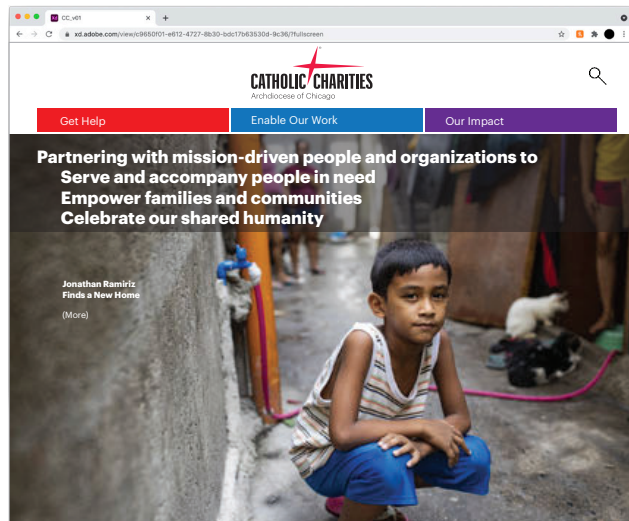 CC_v01
xd.adobe.com/view/c9650f01-e612-4727-8b30-bdc17b63530d-9c36/?fullscreen
CATHOLIC CHARITIES
Archdiocese of Chicago
Get Help
Enable Our Work
Our Impact
Partnering with mission-driven people and organizations to
Serve and accompany people in need
Empower families and communities
Celebrate our shared humanity
Jonathan Ramiriz
Finds a New Home
(More)